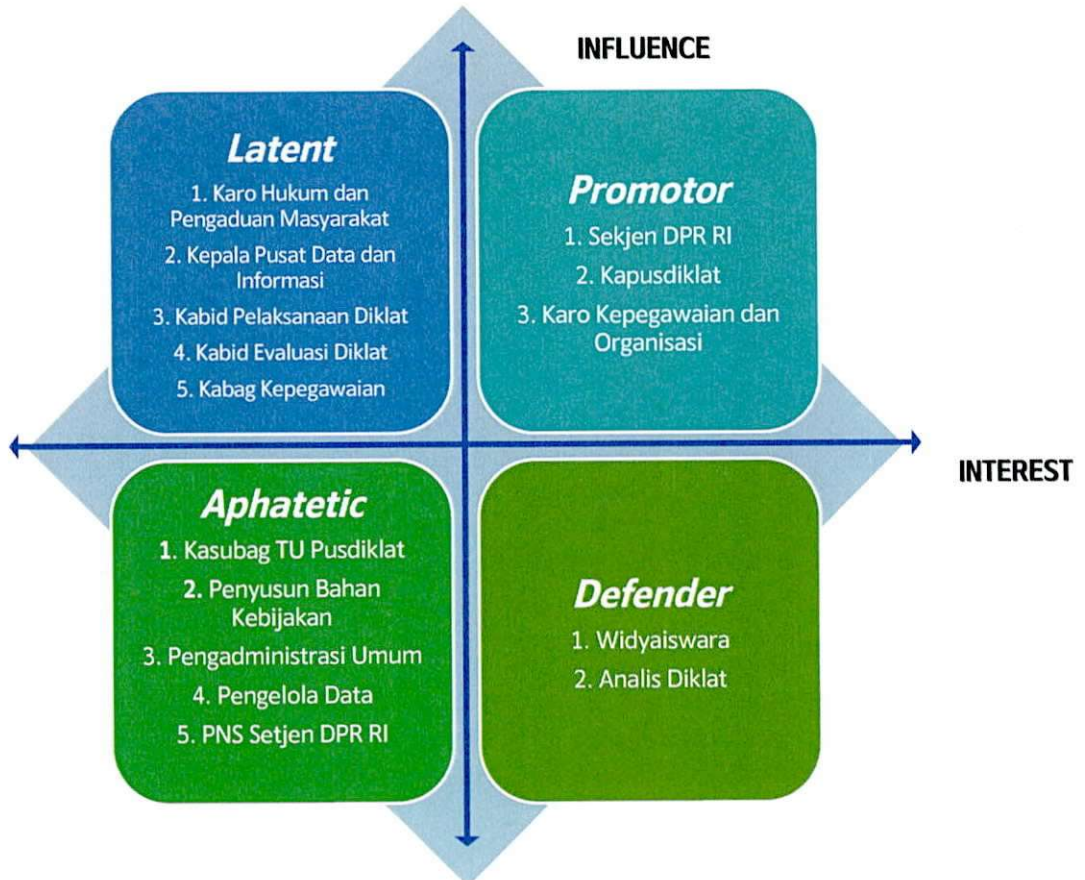 INFLUENCE
Latent
1. Karo Hukum dan
Pengaduan Masyarakat
2. Kepala Pusat Data dan
Informasi
3. Kabid Pelaksanaan Diklat
4. Kabid Evaluasi Diklat
5. Kabag Kepegawaian
Promotor
1. Sekjen DPR RI
2. Kapusdiklat
3. Karo Kepegawaian dan
Organisasi
INTEREST
Aphatetic
1. Kasubag TU Pusdiklat
2. Penyusun Bahan
Kebijakan
3. Pengadministrasi Umum
4. Pengelola Data
5. PNS Setjen DPR RI
Defender
1. Widyaiswara
2. Analis Diklat